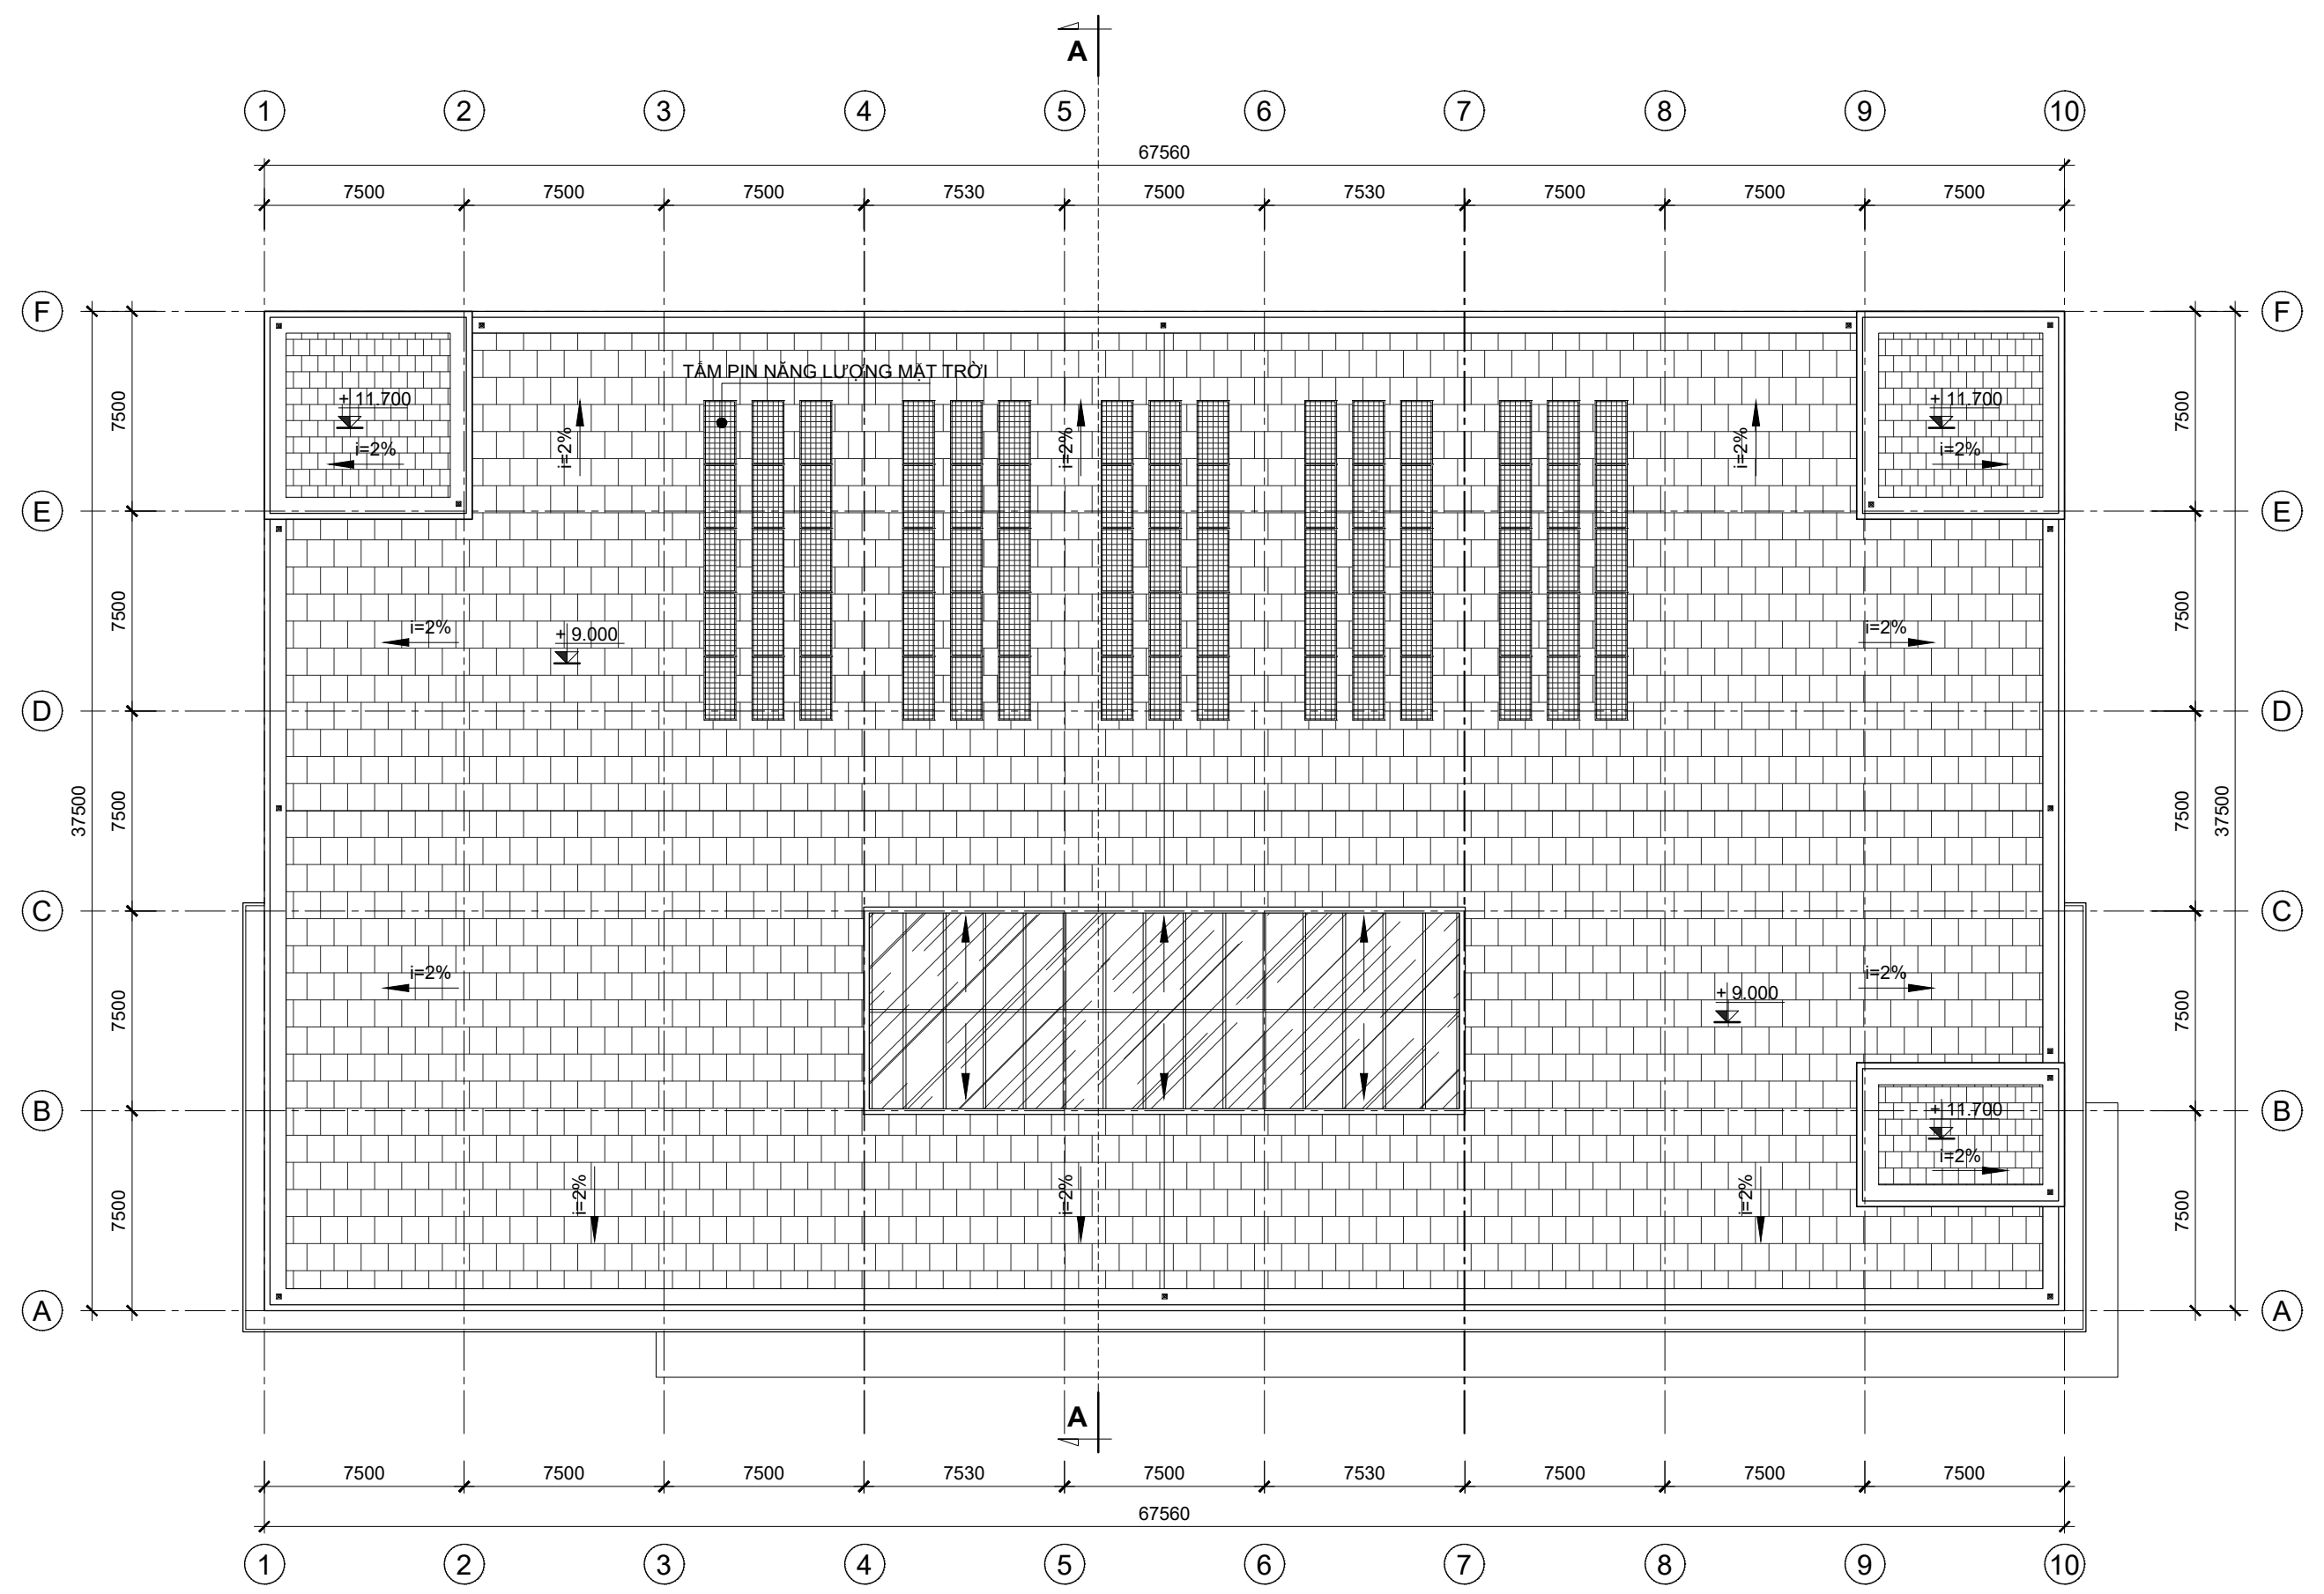 A
1 2 3 4 5 6 7 8 9 10
67560
7500 7500 7500 7530 7500 7530 7500 7500 7500
F F
TẤM PIN NĂNG LƯỢNG MẶT TRỜI
+ 11.700 + 11.700
7500 i=2% i=2% i=2% i=2% i=2% 7500
E E
7500 i=2% + 9.000 i=2% 7500
D D
37500 7500 7500 37500
C C
7500 i=2% + 9.000 i=2% 7500
B + 11.700 B
i=2%
7500 i=2% i=2% i=2% 7500
A A
A
7500 7500 7500 7530 7500 7530 7500 7500 7500
67560
1 2 3 4 5 6 7 8 9 10